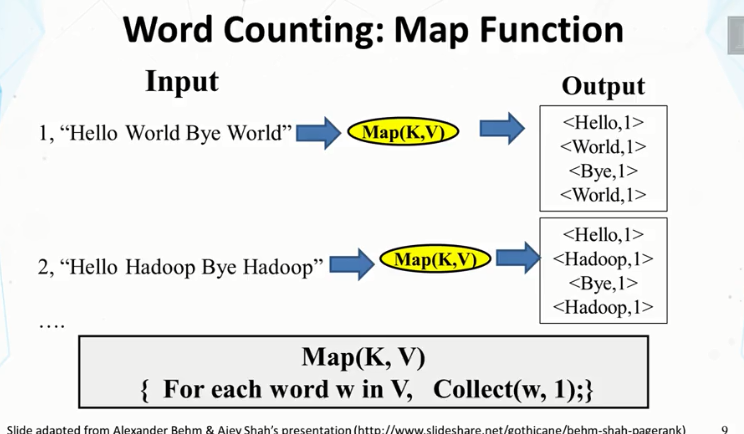 Word Counting: Map Function
Input
Output
1, “Hello World Bye World”
Map(K,V)
<Hello,1>
<World,1>
<Bye,1>
<World,1>
2, “Hello Hadoop Bye Hadoop”
Map(K,V)
<Hello,1>
<Hadoop,1>
<Bye,1>
<Hadoop,1>
....
Map(K, V)
{ For each word w in V, Collect(w, 1);}
Slide adapted from Alexander Behm & Ajey Shah’s presentation (http://www.slideshare.net/gothicane/behm-shah-pagerank)
9